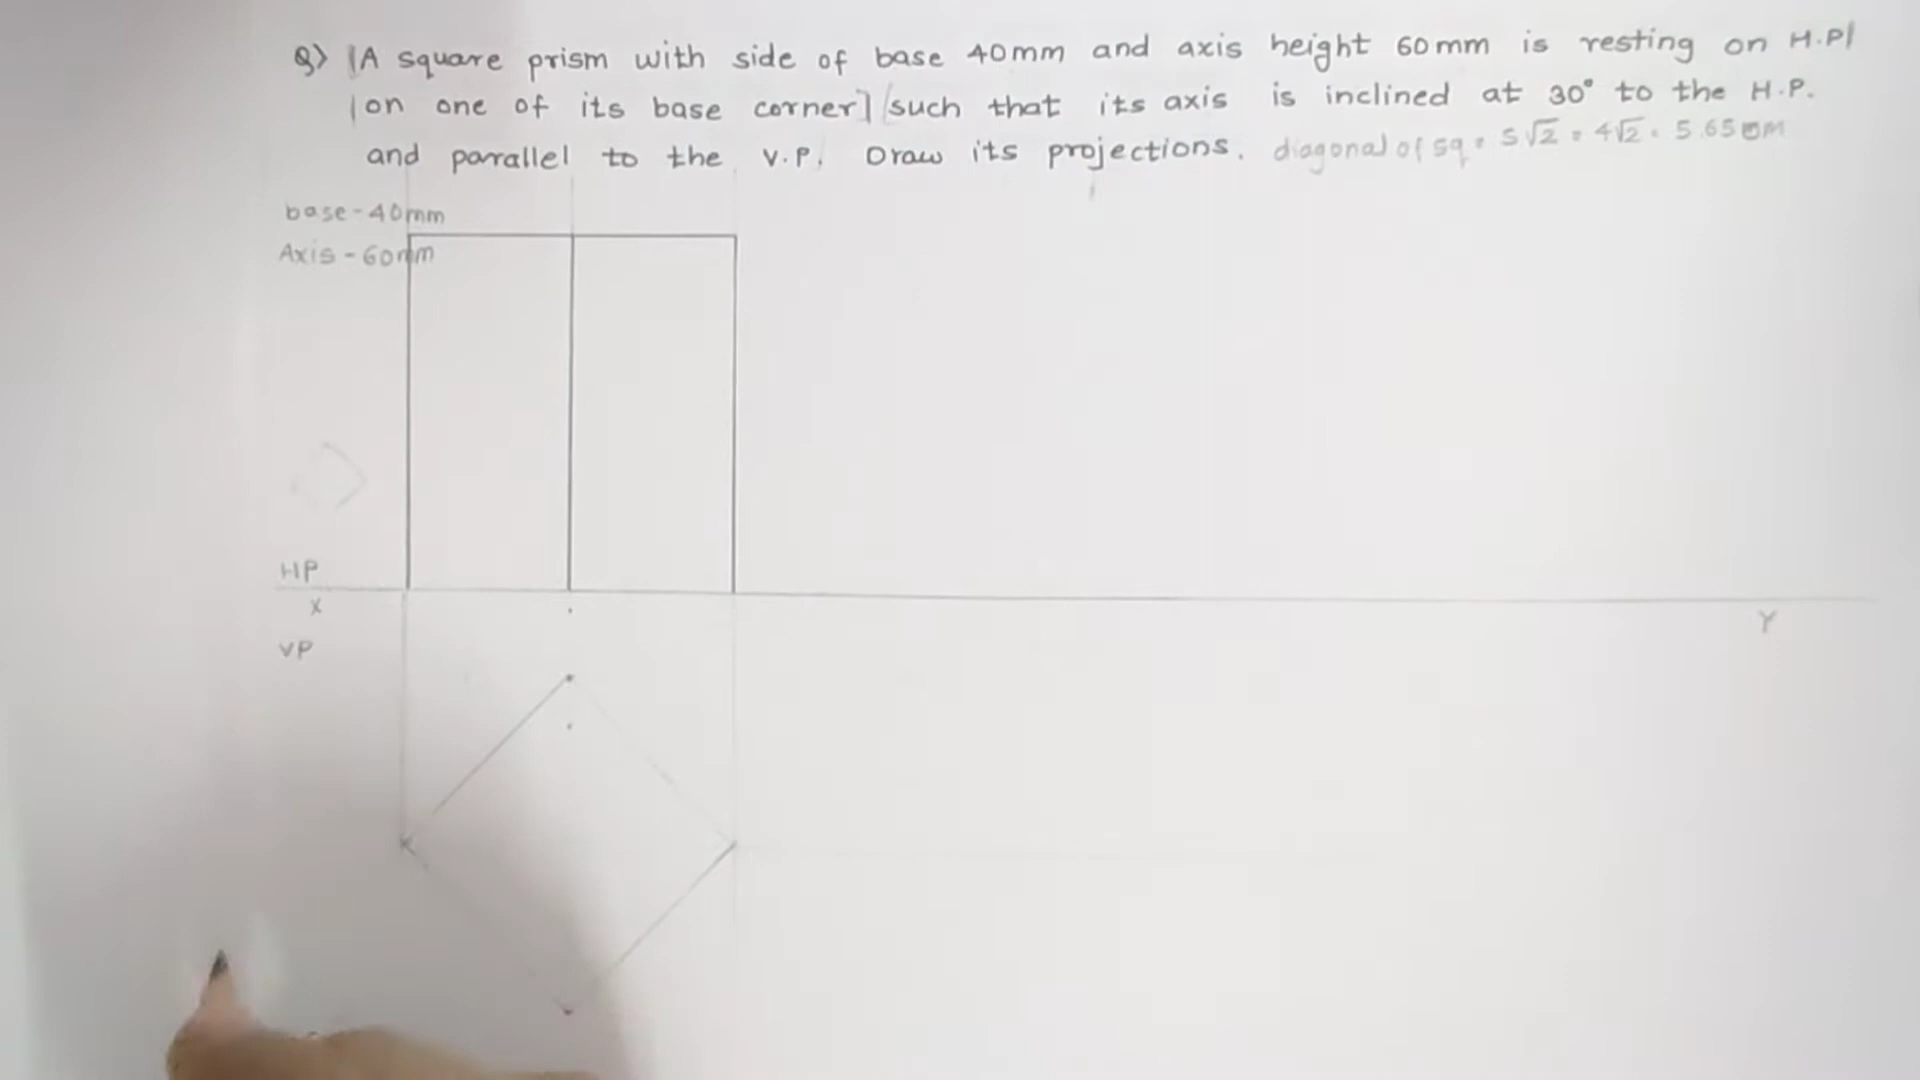 Q) A square prism with side of base 40mm and axis height 60mm is resting on H.P
on one of its base corner] such that its axis is inclined at 30° to the H.P.
and parallel to the V.P. Draw its projections. diagonal of sq = S√2 = 4√2 = 5.65cm
base - 40mm
Axis - 60mm
HP
X
Y
VP